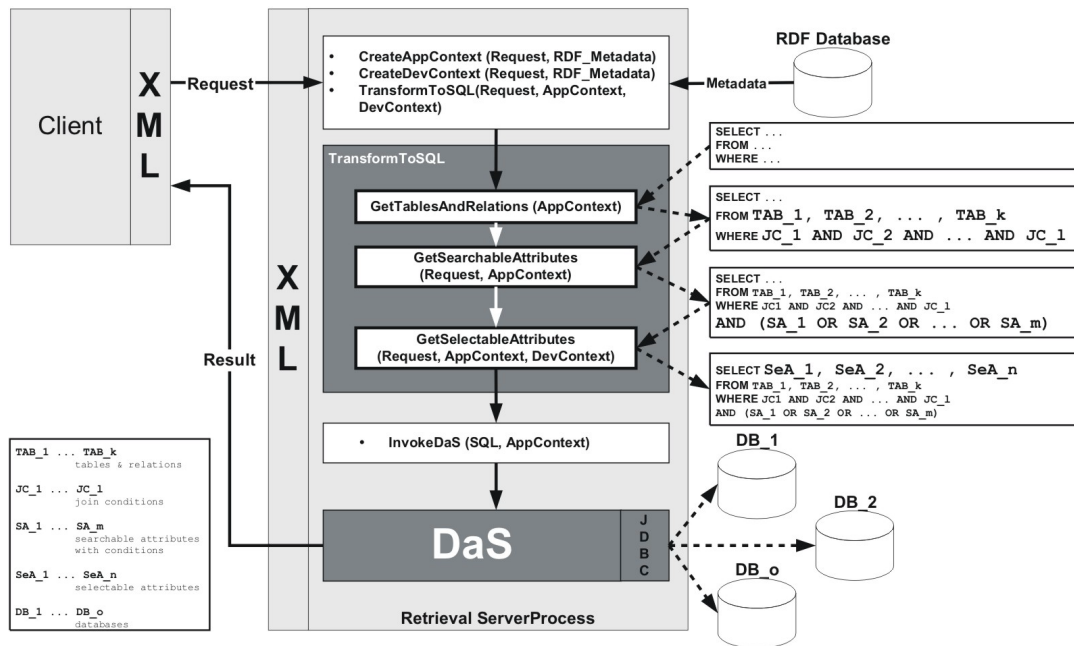 Client
X
M
L
Request
Result
X
M
L
• CreateAppContext (Request, RDF_Metadata)
• CreateDevContext (Request, RDF_Metadata)
• TransformToSQL(Request, AppContext,
DevContext)
Metadata
RDF Database
TransformToSQL
GetTablesAndRelations (AppContext)
GetSearchableAttributes
(Request, AppContext)
GetSelectableAttributes
(Request, AppContext, DevContext)
• InvokeDaS (SQL, AppContext)
DaS
J
D
B
C
Retrieval ServerProcess
SELECT ...
FROM ...
WHERE ...
SELECT ...
FROM TAB_1, TAB_2, ... , TAB_k
WHERE JC_1 AND JC_2 AND ... AND JC_l
SELECT ...
FROM TAB_1, TAB_2, ... , TAB_k
WHERE JC1 AND JC2 AND ... AND JC_l
AND (SA_1 OR SA_2 OR ... OR SA_m)
SELECT SeA_1, SeA_2, ... , SeA_n
FROM TAB_1, TAB_2, ... , TAB_k
WHERE JC1 AND JC2 AND ... AND JC_l
AND (SA_1 OR SA_2 OR ... OR SA_m)
DB_1
DB_2
DB_o
TAB_1 ... TAB_k
tables & relations
JC_1 ... JC_l
join conditions
SA_1 ... SA_m
searchable attributes
with conditions
SeA_1 ... SeA_n
selectable attributes
DB_1 ... DB_o
databases